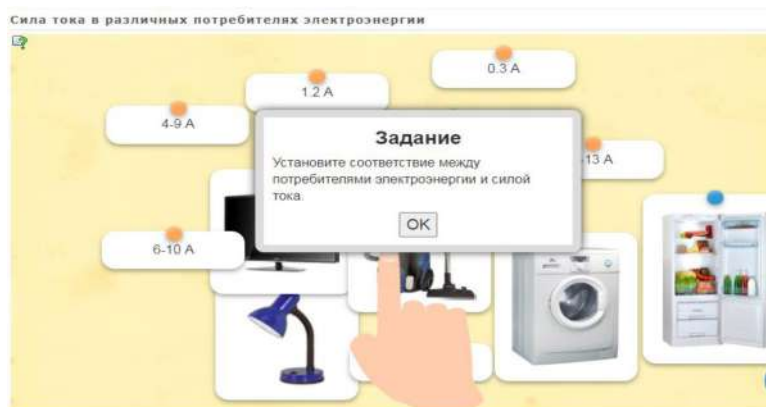 Сила тока в различных потребителях электроэнергии
0.3 А
1.2 А
4-9 А
Задание
Установите соответствие между
потребителями электроэнергии и силой
тока.
13 А
OK
6-10 А